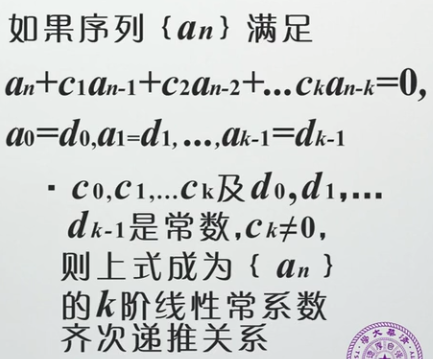 如果序列{an}满足
an+c1an-1+c2an-2+...ckan-k=0,
a0=d0,a1=d1,...,ak-1=dk-1
▪ c0,c1,...ck及d0,d1,...
dk-1是常数,ck≠0,
则上式成为{ an }
的k阶线性常系数
齐次递推关系